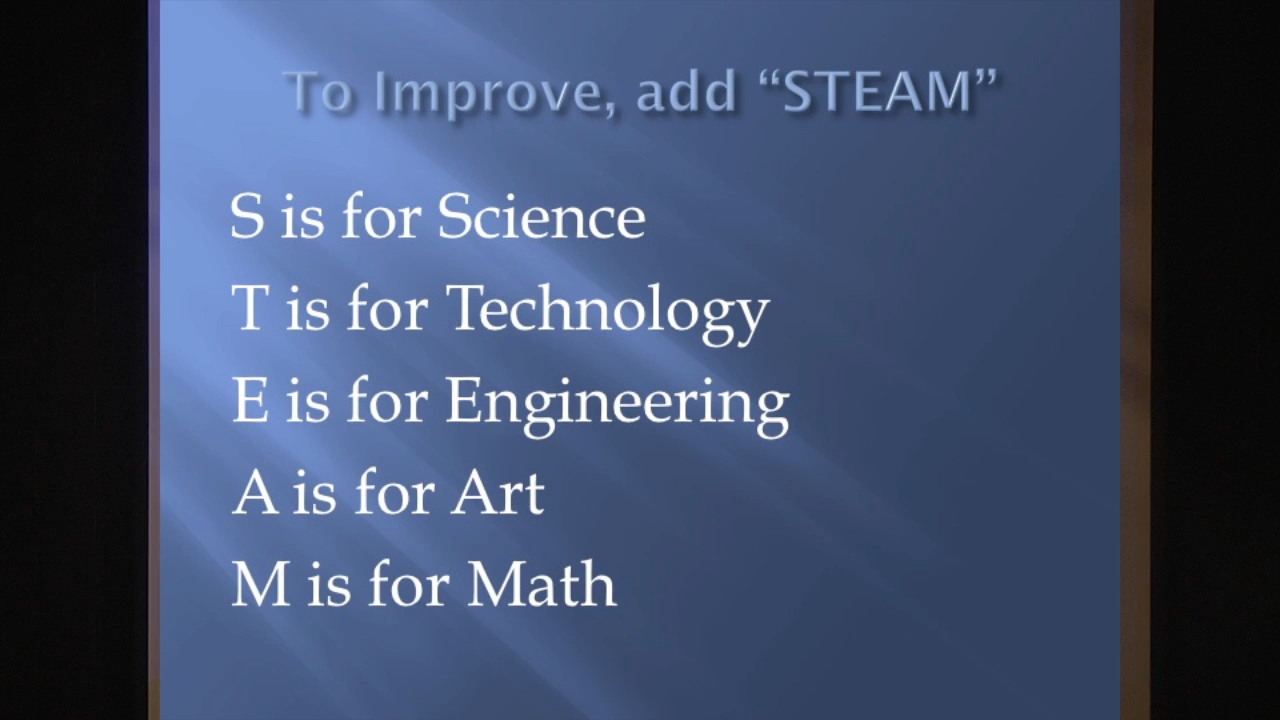 To Improve, add “STEAM”
S is for Science
T is for Technology
E is for Engineering
A is for Art
M is for Math